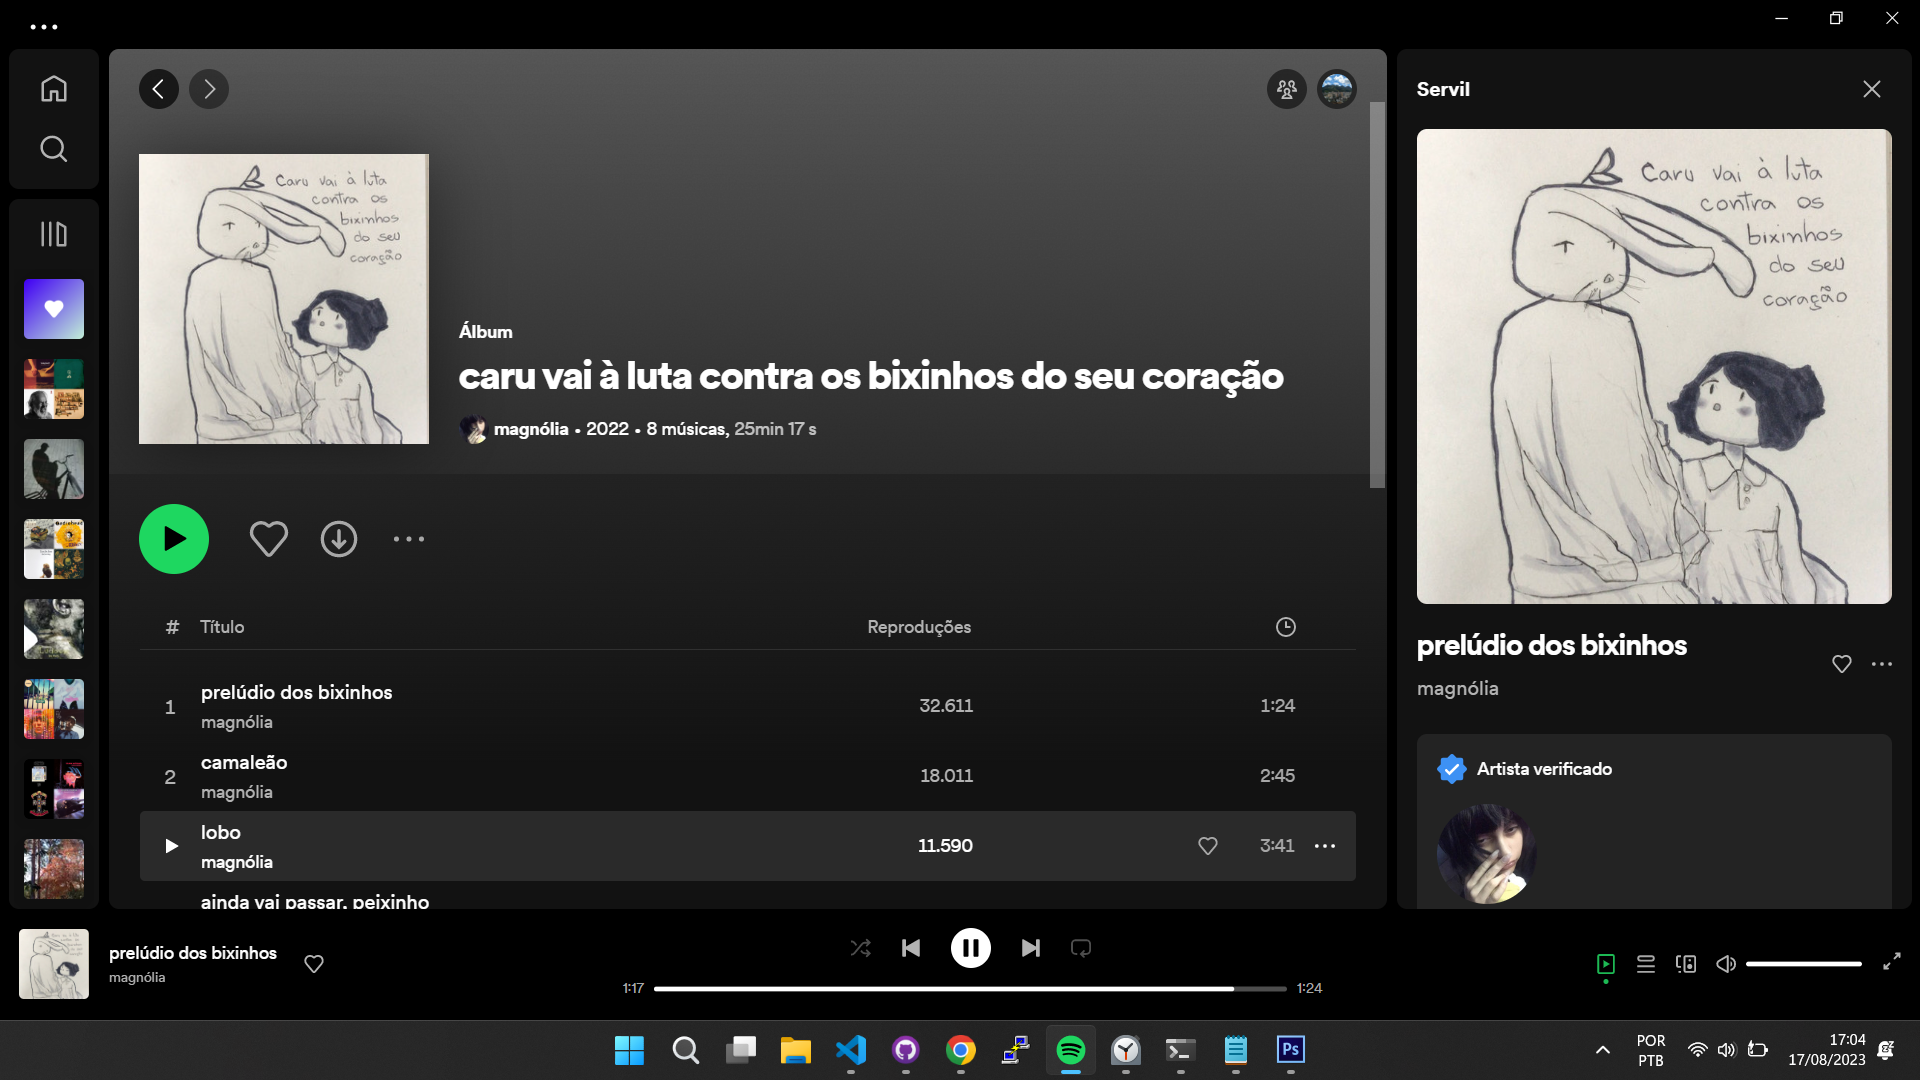 Servil
Caru vai à luta
contra os
bixinhos
do seu
coração
Caru vai à luta
contra os
bixinhos
do seu
coração
Álbum
caru vai à luta contra os bixinhos do seu coração
magnólia • 2022 • 8 músicas, 25min 17 s
# Título Reproduções
1 prelúdio dos bixinhos 32.611 1:24
magnólia
2 camaleão 18.011 2:45
magnólia
lobo 11.590 3:41
magnólia
ainda vai passar, peixinho
prelúdio dos bixinhos
magnólia
Artista verificado
prelúdio dos bixinhos
magnólia
1:17 1:24
Ps
POR
PTB
17:04
17/08/2023